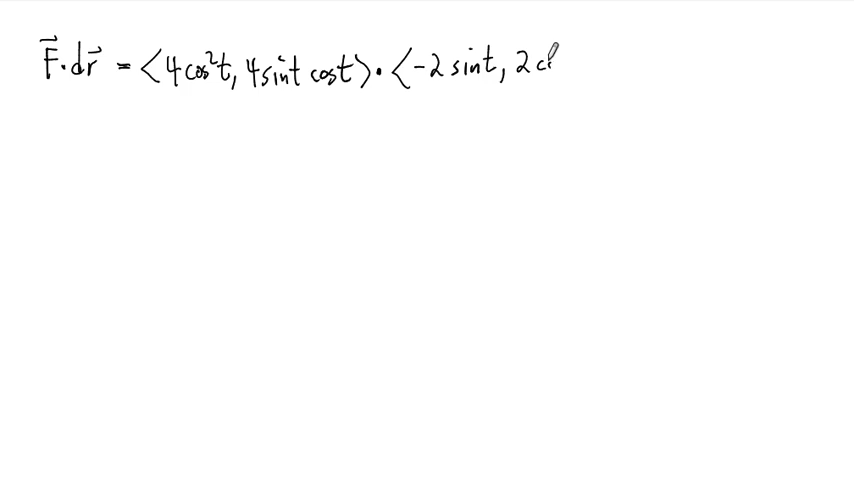 F⃗·dr⃗ = ⟨4cos²t, 4sint cost⟩·⟨-2 sint, 2